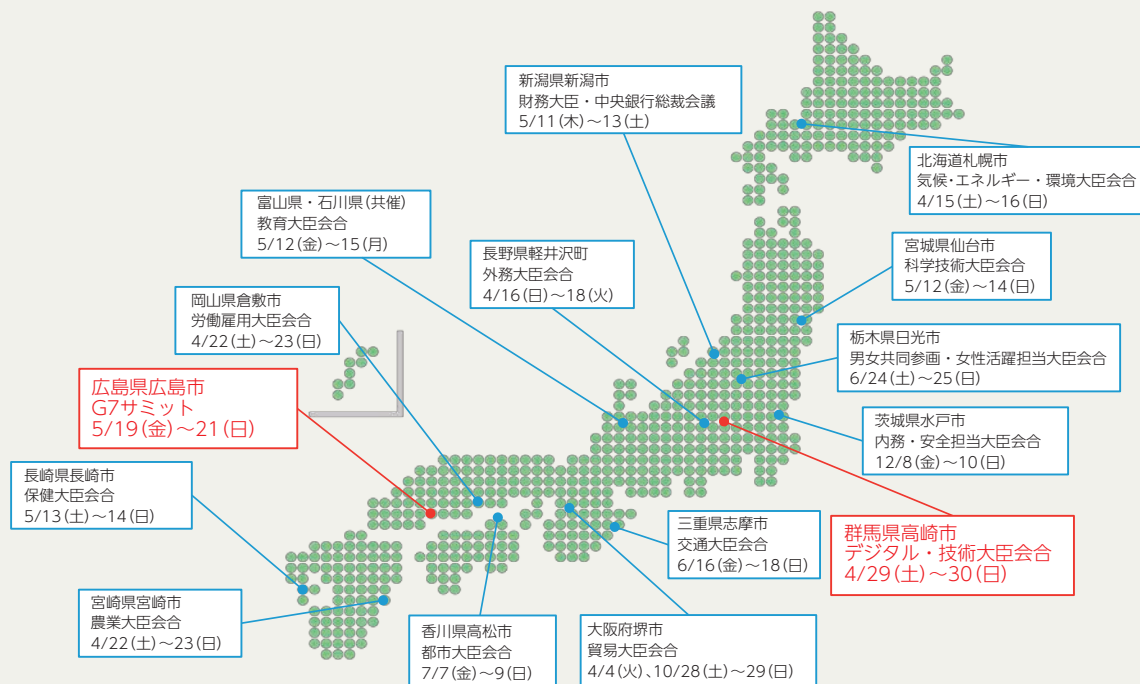 新潟県新潟市
財務大臣・中央銀行総裁会議
5/11(木)～13(土)
北海道札幌市
気候・エネルギー・環境大臣会合
4/15(土)～16(日)
富山県・石川県(共催)
教育大臣会合
5/12(金)～15(月)
長野県軽井沢町
外務大臣会合
4/16(日)～18(火)
宮城県仙台市
科学技術大臣会合
5/12(金)～14(日)
岡山県倉敷市
労働雇用大臣会合
4/22(土)～23(日)
栃木県日光市
男女共同参画・女性活躍担当大臣会合
6/24(土)～25(日)
広島県広島市
G7サミット
5/19(金)～21(日)
茨城県水戸市
内務・安全担当大臣会合
12/8(金)～10(日)
長崎県長崎市
保健大臣会合
5/13(土)～14(日)
三重県志摩市
交通大臣会合
6/16(金)～18(日)
群馬県高崎市
デジタル・技術大臣会合
4/29(土)～30(日)
宮崎県宮崎市
農業大臣会合
4/22(土)～23(日)
香川県高松市
都市大臣会合
7/7(金)～9(日)
大阪府堺市
貿易大臣会合
4/4(火)、10/28(土)～29(日)